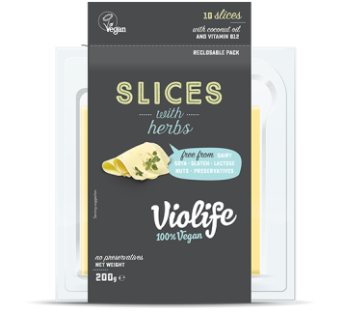 Vegan
10 slices
with coconut oil
AND VITAMIN B12
RECLOSABLE PACK
SLICES
with
herbs
free from DAIRY
SOYA - GLUTEN - LACTOSE
NUTS - PRESERVATIVES
Violife
100% Vegan
no preservatives
NET WEIGHT
200g e